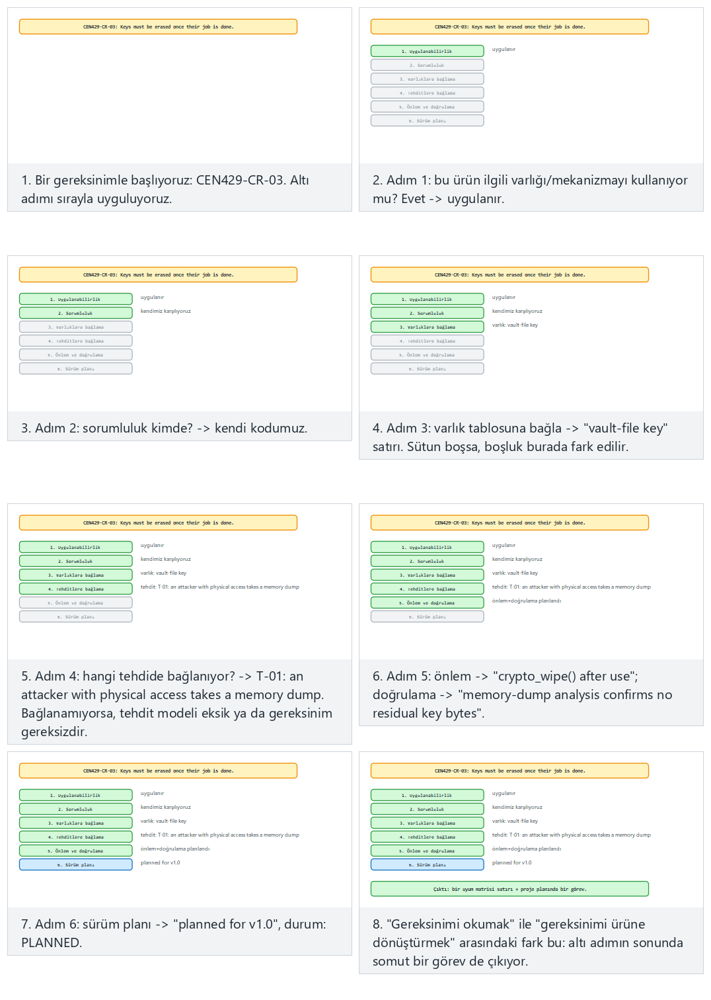 CEN429-CR-03: Keys must be erased once their job is done.
1. Bir gereksinimle başlıyoruz: CEN429-CR-03. Altı
adımı sırayla uyguluyoruz.
CEN429-CR-03: Keys must be erased once their job is done.
1. Uygulanabilirlik
uygulanır
2. Sorumluluk
3. Varlıklara bağlama
4. Tehditlere bağlama
5. Önlem ve doğrulama
6. Sürüm planı
2. Adım 1: bu ürün ilgili varlığı/mekanizmayı kullanıyor
mu? Evet -> uygulanır.
CEN429-CR-03: Keys must be erased once their job is done.
1. Uygulanabilirlik
uygulanır
2. Sorumluluk
kendimiz karşılıyoruz
3. Varlıklara bağlama
4. Tehditlere bağlama
5. Önlem ve doğrulama
6. Sürüm planı
3. Adım 2: sorumluluk kimde? -> kendi kodumuz.
CEN429-CR-03: Keys must be erased once their job is done.
1. Uygulanabilirlik
uygulanır
2. Sorumluluk
kendimiz karşılıyoruz
3. Varlıklara bağlama
varlık: vault-file key
4. Tehditlere bağlama
5. Önlem ve doğrulama
6. Sürüm planı
4. Adım 3: varlık tablosuna bağla -> "vault-file key"
satırı. Sütun boşsa, boşluk burada fark edilir.
CEN429-CR-03: Keys must be erased once their job is done.
1. Uygulanabilirlik
uygulanır
2. Sorumluluk
kendimiz karşılıyoruz
3. Varlıklara bağlama
varlık: vault-file key
4. Tehditlere bağlama
tehdit: T-01: an attacker with physical access takes a memory dump
5. Önlem ve doğrulama
6. Sürüm planı
5. Adım 4: hangi tehdide bağlanıyor? -> T-01: an
attacker with physical access takes a memory dump.
Bağlanamıyorsa, tehdit modeli eksik ya da gereksinim
gereksizdir.
CEN429-CR-03: Keys must be erased once their job is done.
1. Uygulanabilirlik
uygulanır
2. Sorumluluk
kendimiz karşılıyoruz
3. Varlıklara bağlama
varlık: vault-file key
4. Tehditlere bağlama
tehdit: T-01: an attacker with physical access takes a memory dump
5. Önlem ve doğrulama
önlem+doğrulama planlandı
6. Sürüm planı
6. Adım 5: önlem -> "crypto_wipe() after use";
doğrulama -> "memory-dump analysis confirms no
residual key bytes".
CEN429-CR-03: Keys must be erased once their job is done.
1. Uygulanabilirlik
uygulanır
2. Sorumluluk
kendimiz karşılıyoruz
3. Varlıklara bağlama
varlık: vault-file key
4. Tehditlere bağlama
tehdit: T-01: an attacker with physical access takes a memory dump
5. Önlem ve doğrulama
önlem+doğrulama planlandı
6. Sürüm planı
planned for v1.0
7. Adım 6: sürüm planı -> "planned for v1.0", durum:
PLANNED.
CEN429-CR-03: Keys must be erased once their job is done.
1. Uygulanabilirlik
uygulanır
2. Sorumluluk
kendimiz karşılıyoruz
3. Varlıklara bağlama
varlık: vault-file key
4. Tehditlere bağlama
tehdit: T-01: an attacker with physical access takes a memory dump
5. Önlem ve doğrulama
önlem+doğrulama planlandı
6. Sürüm planı
planned for v1.0
Çıktı: bir uyum matrisi satırı + proje planında bir görev.
8. "Gereksinimi okumak" ile "gereksinimi ürüne
dönüştürmek" arasındaki fark bu: altı adımın sonunda
somut bir görev de çıkıyor.